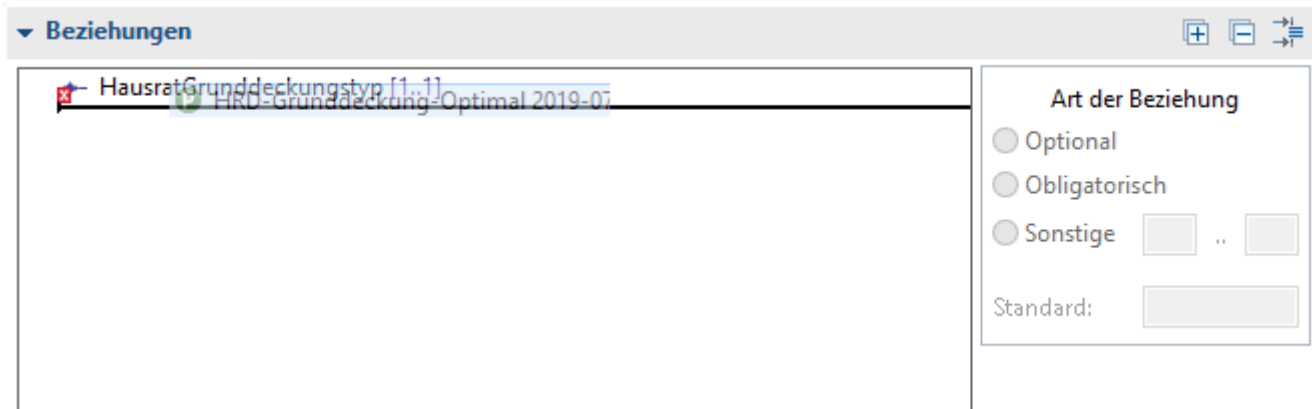 Beziehungen
HausratGrunddeckungstyp [1..1]
HRD-Grunddeckung-Optimal 2019-07
Art der Beziehung
Optional
Obligatorisch
Sonstige ..
Standard: